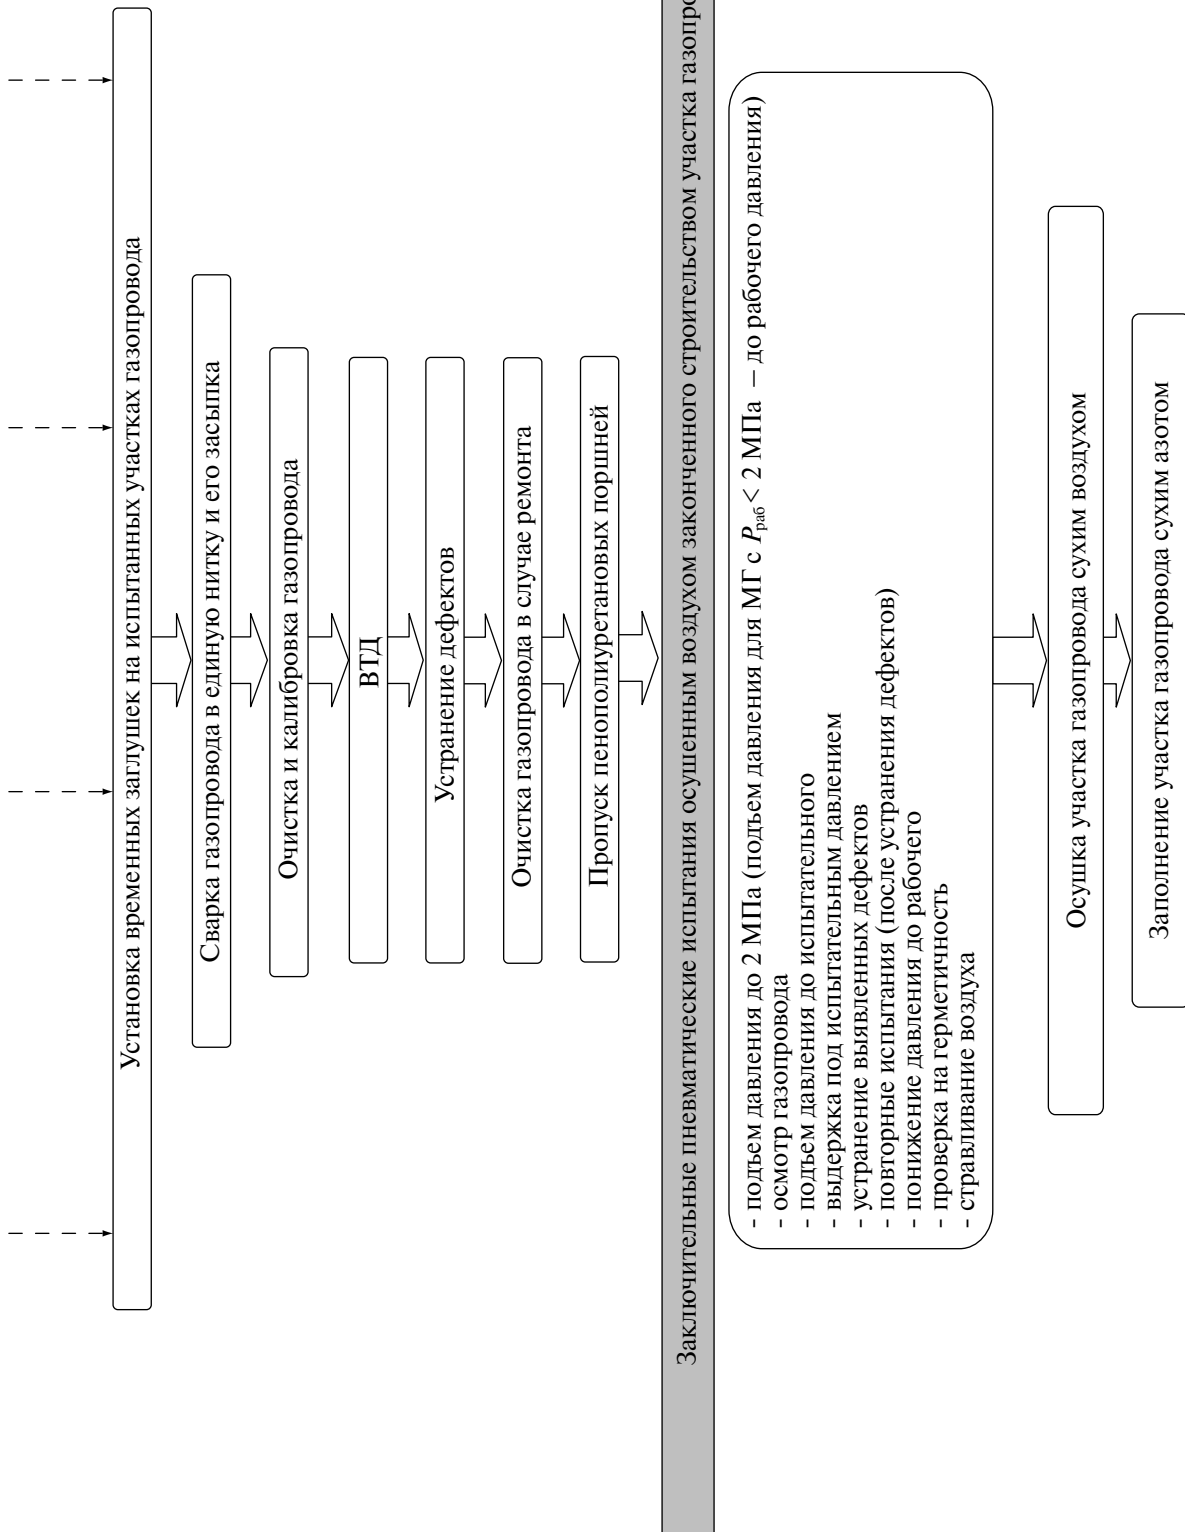 Установка временных заглушек на испытанных участках газопровода
Сварка газопровода в единую нитку и его засыпка
Очистка и калибровка газопровода
ВТД
Устранение дефектов
Очистка газопровода в случае ремонта
Пропуск пенополиуретановых поршней
Заключительные пневматические испытания осушенным воздухом законченного строительством участка газопро
- подъем давления до 2 МПа (подъем давления для МГ с Pраб < 2 МПа – до рабочего давления)
- осмотр газопровода
- подъем давления до испытательного
- выдержка под испытательным давлением
- устранение выявленных дефектов
- повторные испытания (после устранения дефектов)
- понижение давления до рабочего
- проверка на герметичность
- стравливание воздуха
Осушка участка газопровода сухим воздухом
Заполнение участка газопровода сухим азотом